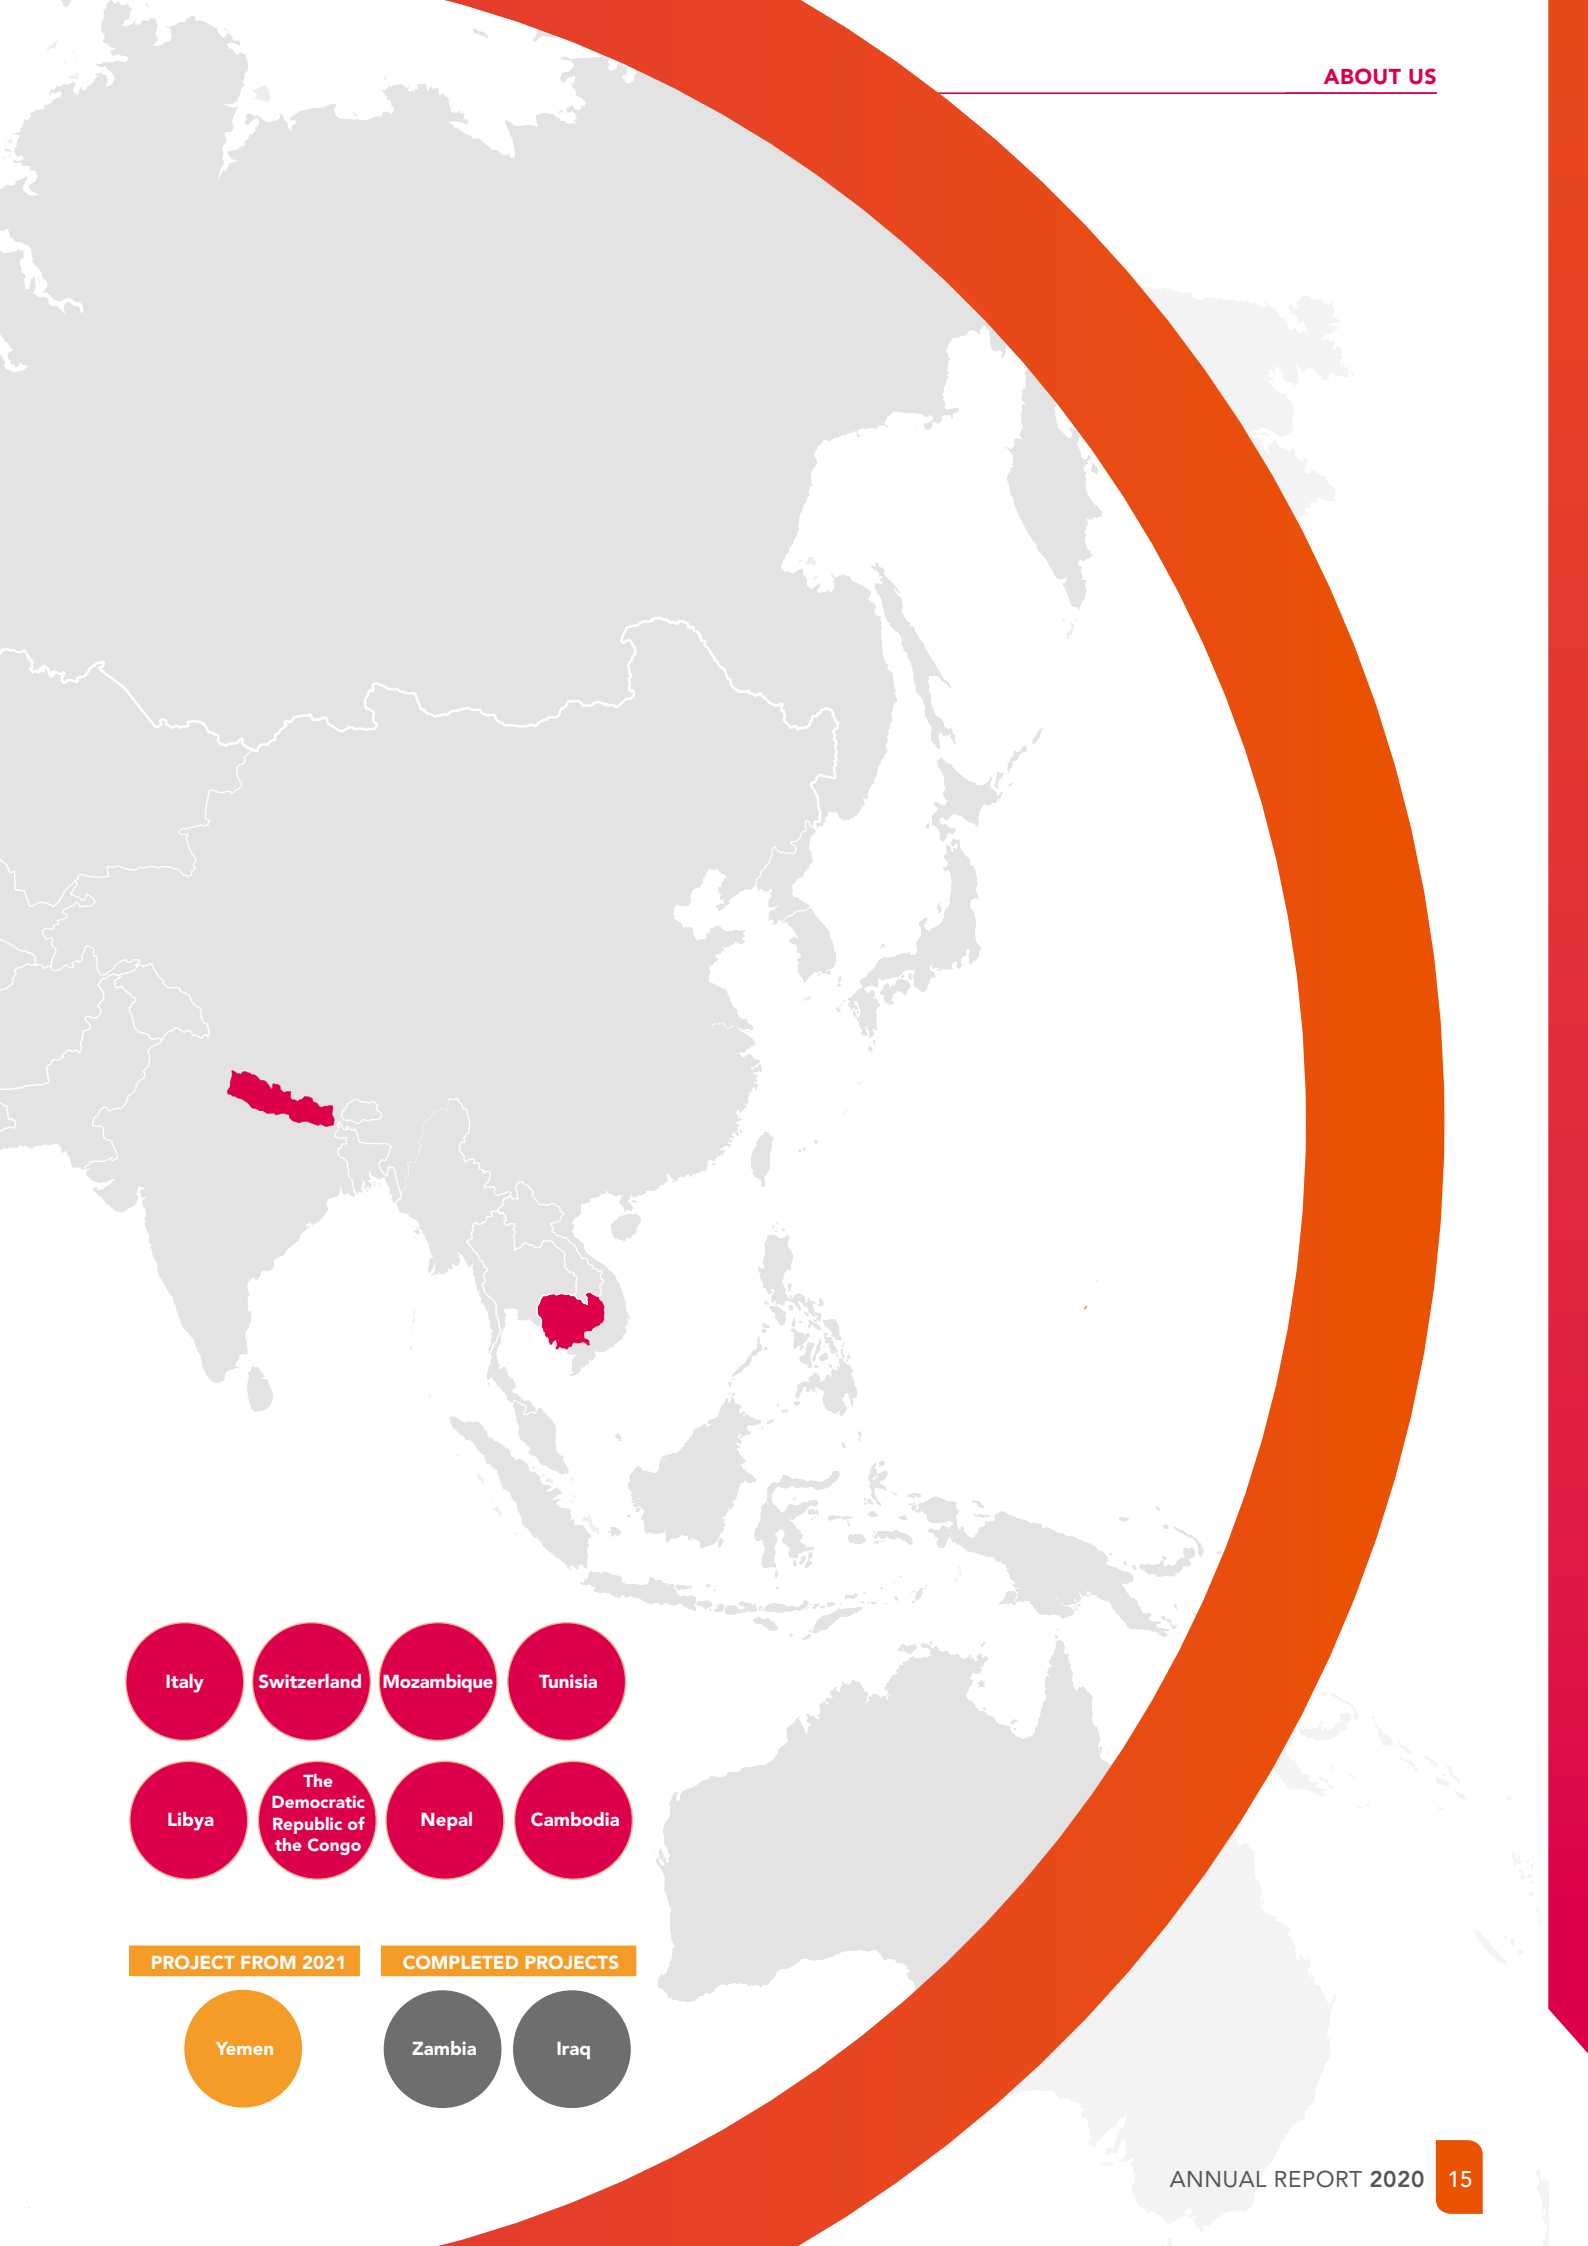 ABOUT US
Italy
Switzerland
Mozambique
Tunisia
Libya
The
Democratic
Republic of
the Congo
Nepal
Cambodia
PROJECT FROM 2021
COMPLETED PROJECTS
Yemen
Zambia
Iraq
ANNUAL REPORT 2020
15